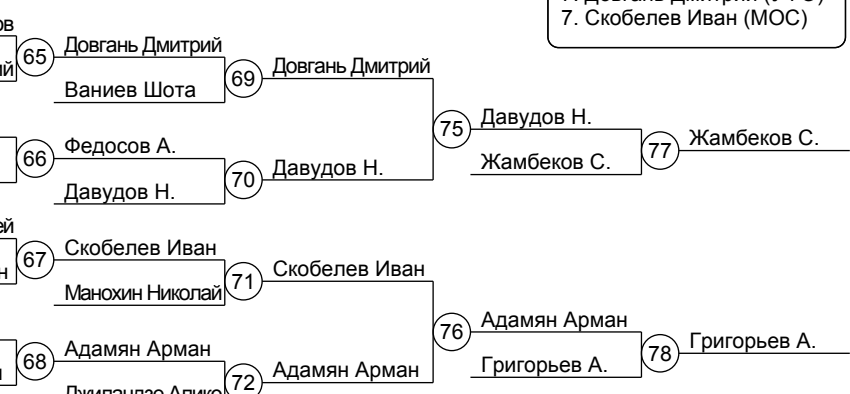 7. Скобелев Иван (МОС)
65
Довгань Дмитрий
Ваниев Шота
69
Довгань Дмитрий
66
Федосов А.
Давудов Н.
70
Давудов Н.
75
Давудов Н.
Жамбеков С.
77
Жамбеков С.
67
Скобелев Иван
Манохин Николай
71
Скобелев Иван
68
Адамян Арман
72
Адамян Арман
76
Адамян Арман
Григорьев А.
78
Григорьев А.